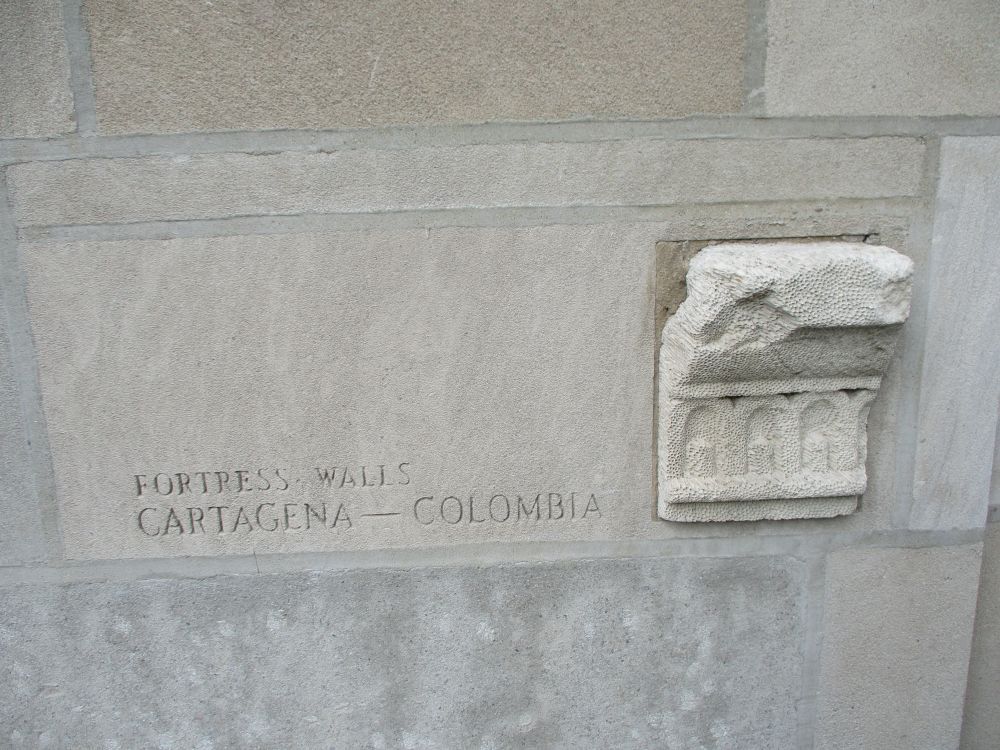 FORTRESS · WALLS
CARTAGENA — COLOMBIA